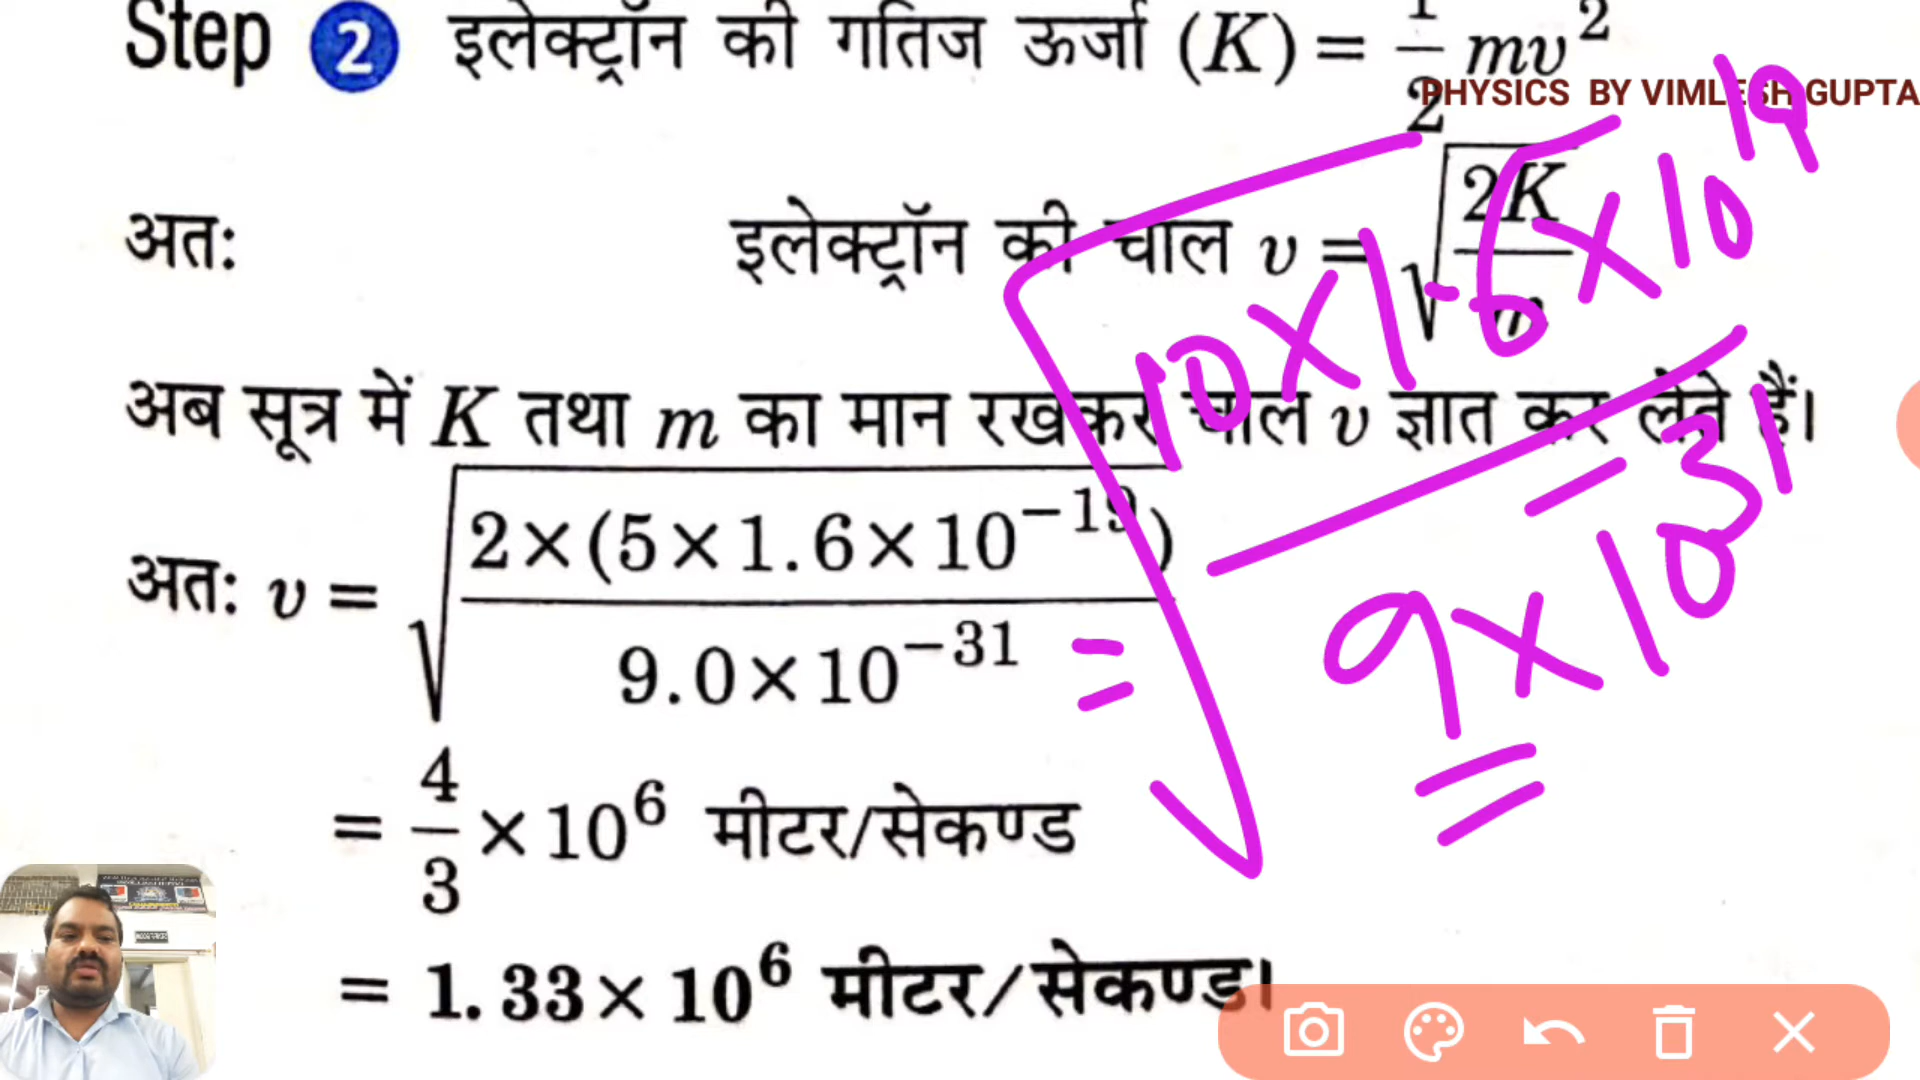 Step 2 इलेक्ट्रॉन की गतिज ऊर्जा (K) = 1/2 mv²
PHYSICS BY VIMLESH GUPTA
अतः इलेक्ट्रॉन की चाल v = √(2K/m)
अब सूत्र में K तथा m का मान रखकर चाल v ज्ञात कर लेते हैं।
अतः v = √(2×(5×1.6×10⁻¹⁹)/9.0×10⁻³¹)
= √(10×1.6×10¹⁹/9×10⁻³¹)
= 4/3 ×10⁶ मीटर/सेकण्ड
= 1.33×10⁶ मीटर/सेकण्ड।